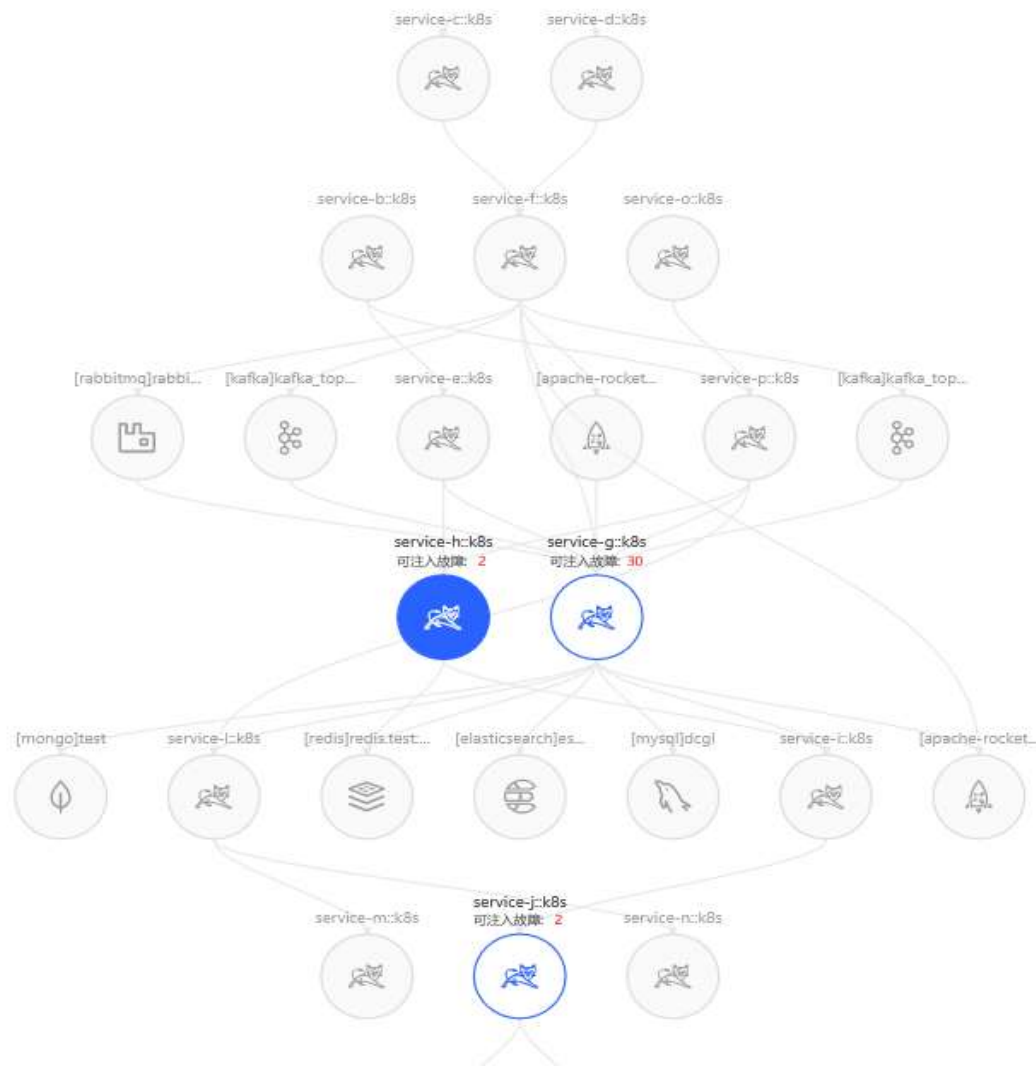 service-c::k8s
service-d::k8s
service-b::k8s
service-f::k8s
service-o::k8s
[rabbitmq]rabbi...
[kafka]kafka_top...
service-e::k8s
[apache-rocket...
service-p::k8s
[kafka]kafka_top...
service-h::k8s
可注入故障: 2
service-g::k8s
可注入故障: 30
[mongo]test
service-l::k8s
[redis]redis.test....
[elasticsearch]es...
[mysql]dcgl
service-i::k8s
[apache-rocket...
service-m::k8s
service-j::k8s
可注入故障: 2
service-n::k8s